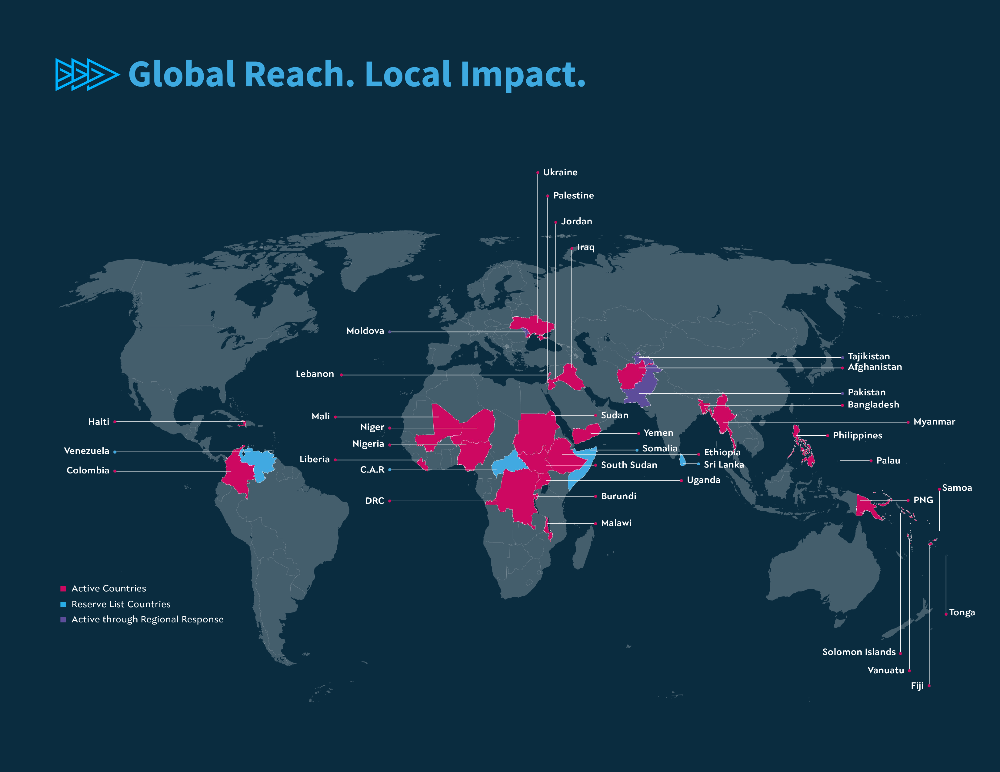 Global Reach. Local Impact.
Ukraine
Palestine
Jordan
Iraq
Moldova
Tajikistan
Afghanistan
Lebanon
Pakistan
Bangladesh
Haiti
Mali
Sudan
Myanmar
Niger
Yemen
Philippines
Nigeria
Somalia
Venezuela
Ethiopia
Liberia
Palau
Colombia
C.A.R
South Sudan
Sri Lanka
Uganda
Samoa
DRC
Burundi
PNG
Malawi
Active Countries
Reserve List Countries
Active through Regional Response
Tonga
Solomon Islands
Vanuatu
Fiji